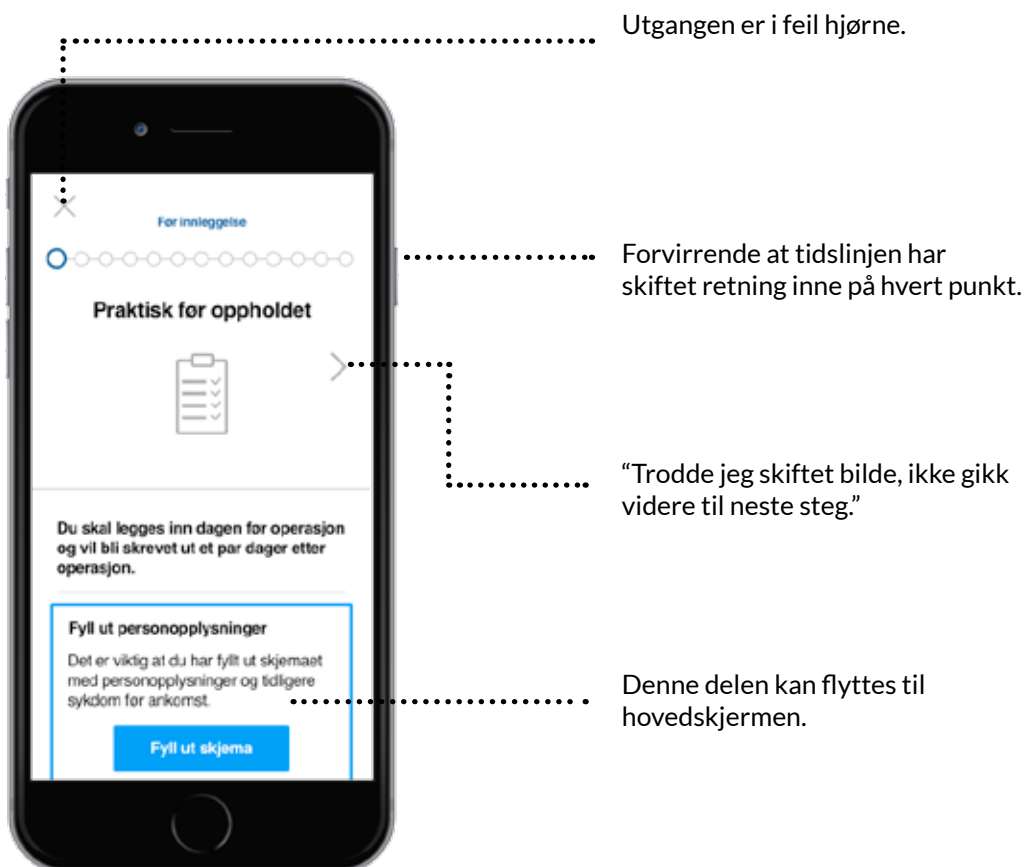 Utgangen er i feil hjørne.
Før innleggelse
Forvirrende at tidslinjen har
skiftet retning inne på hvert punkt.
Praktisk før oppholdet
“Trodde jeg skiftet bilde, ikke gikk
videre til neste steg.”
Du skal legges inn dagen før operasjon
og vil bli skrevet ut et par dager etter
operasjon.
Fyll ut personopplysninger
Det er viktig at du har fyllt ut skjemaet
med personopplysninger og tidligere
sykdom før ankomst.
Denne delen kan flyttes til
hovedskjermen.
Fyll ut skjema